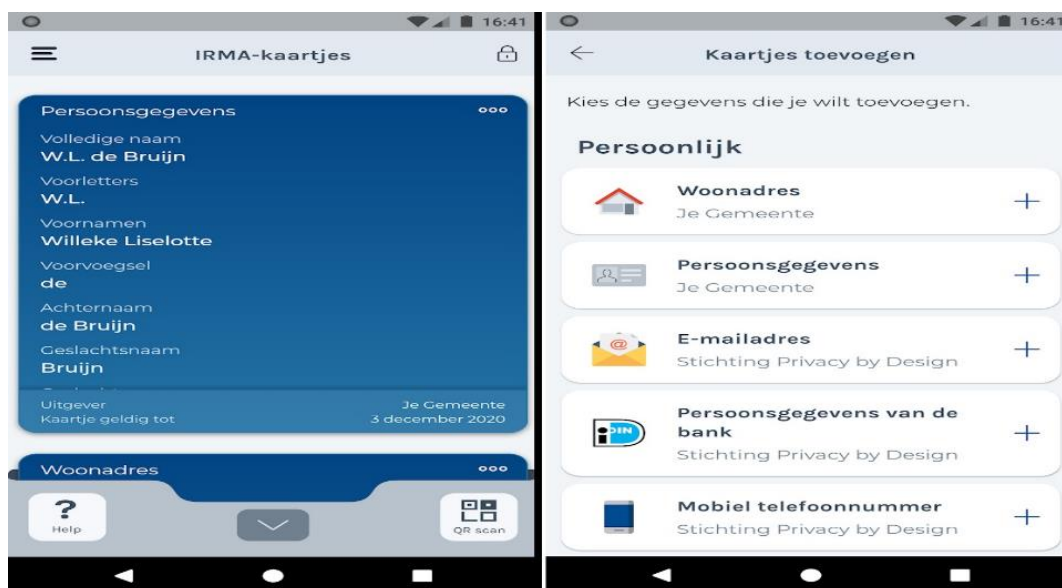 16:41
IRMA-kaartjes
Persoonsgegevens
Volledige naam
W.L. de Bruijn
Voorletters
W.L.
Voornamen
Willeke Liselotte
Voorvoegsel
de
Achternaam
de Bruijn
Geslachtsnaam
Bruijn
Uitgever Je Gemeente
Kaartje geldig tot 3 december 2020
Woonadres
?
Help
QR scan
16:41
Kaartjes toevoegen
Kies de gegevens die je wilt toevoegen.
Persoonlijk
Woonadres
Je Gemeente
Persoonsgegevens
Je Gemeente
@
E-mailadres
Stichting Privacy by Design
iDIN
Persoonsgegevens van de
bank
Stichting Privacy by Design
Mobiel telefoonnummer
Stichting Privacy by Design